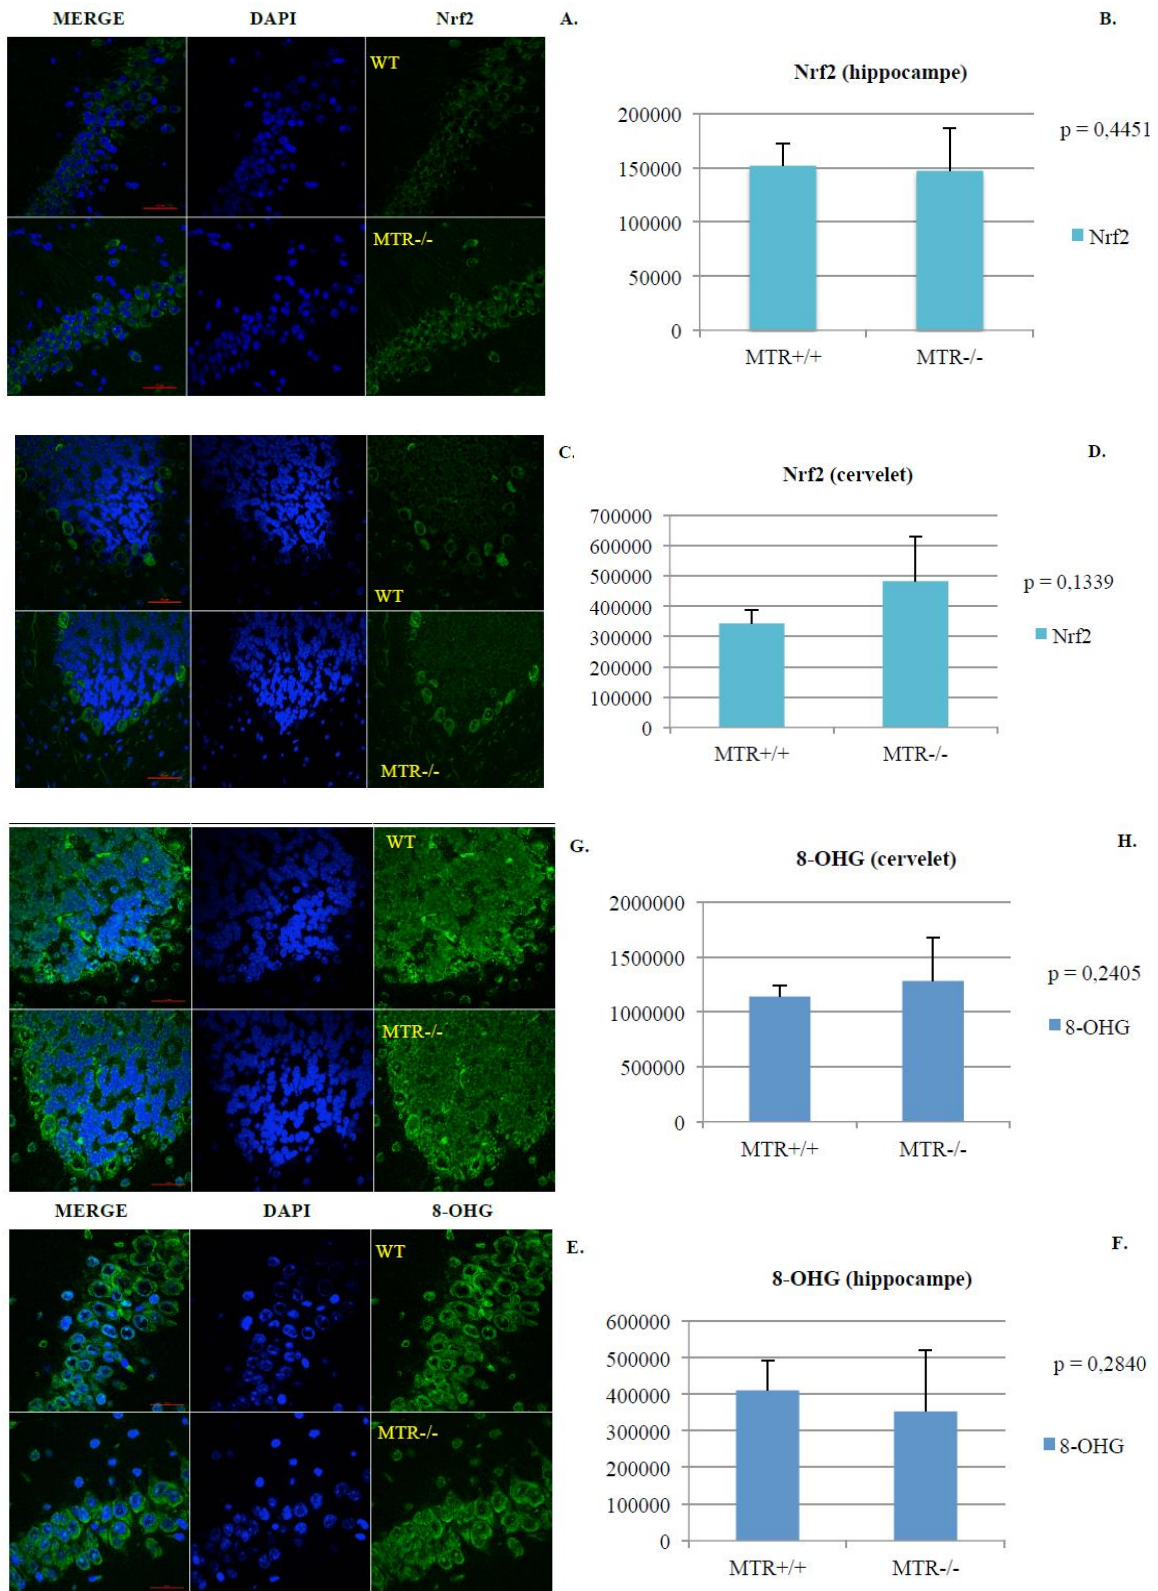 MERGE DAPI Nrf2 A. B.
WT
MTR-/-
Nrf2 (hippocampe)
200000
150000
100000
50000
0
MTR+/+ MTR-/-
p = 0,4451
Nrf2
C. D.
WT
MTR-/-
Nrf2 (cervelet)
700000
600000
500000
400000
300000
200000
100000
0
MTR+/+ MTR-/-
p = 0,1339
Nrf2
G. H.
WT
MTR-/-
8-OHG (cervelet)
2000000
1500000
1000000
500000
0
MTR+/+ MTR-/-
p = 0,2405
8-OHG
MERGE DAPI 8-OHG
E. F.
WT
MTR-/-
8-OHG (hippocampe)
600000
500000
400000
300000
200000
100000
0
MTR+/+ MTR-/-
p = 0,2840
8-OHG